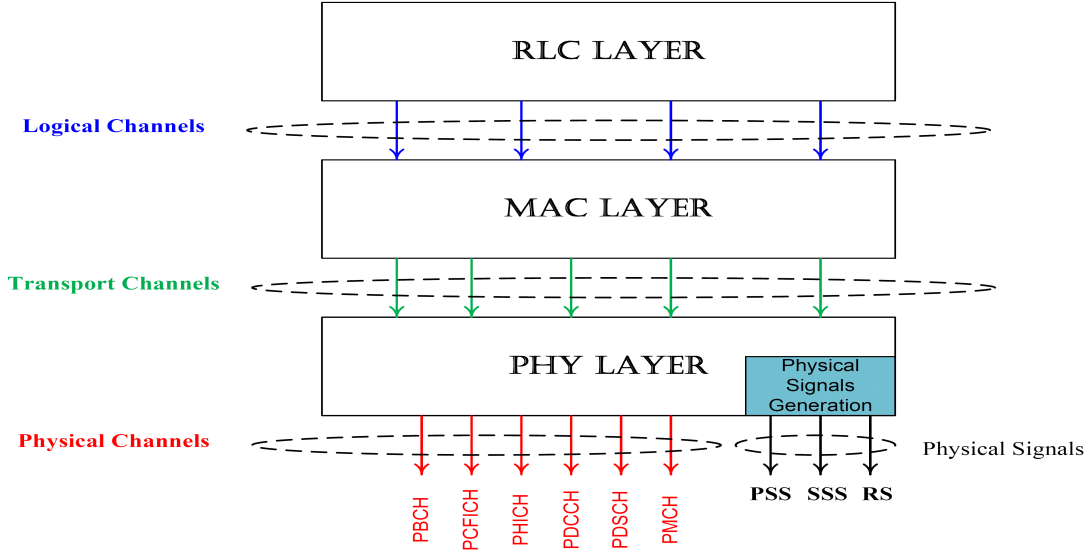 RLC LAYER
Logical Channels
MAC LAYER
Transport Channels
PHY LAYER
Physical
Signals
Generation
Physical Channels
Physical Signals
PBCH
PCFICH
PHICH
PDCCH
PDSCH
PMCH
PSS
SSS
RS